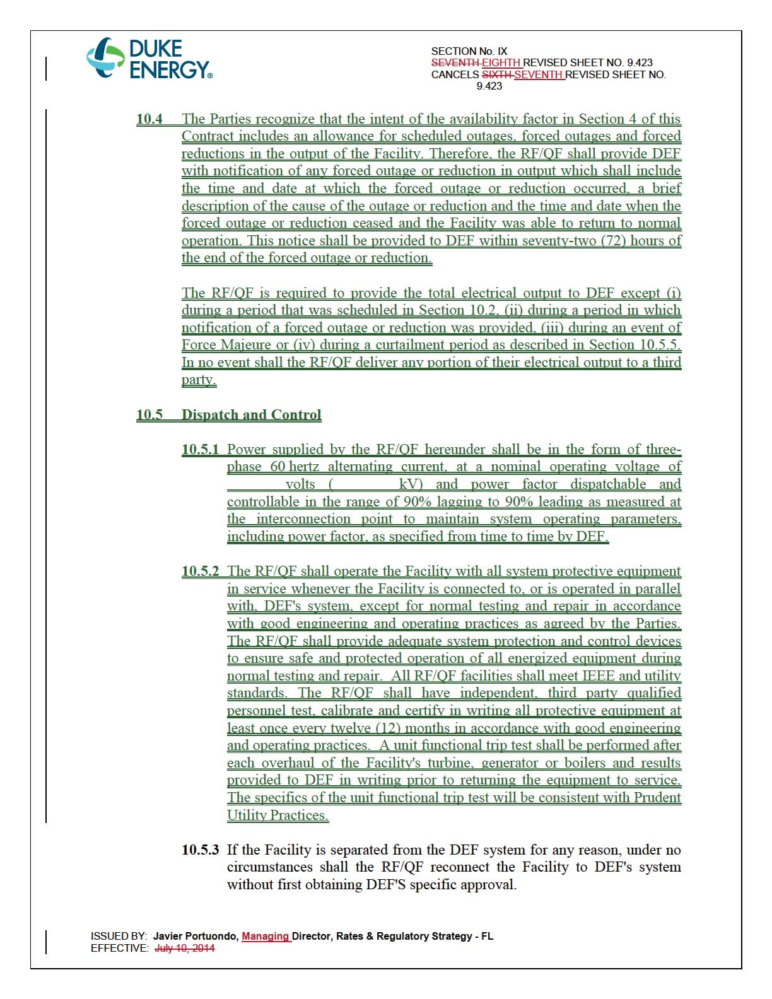 DUKE
ENERGY®
SECTION No. IX
SEVENTH EIGHTH REVISED SHEET NO. 9.423
CANCELS SIXTH SEVENTH REVISED SHEET NO.
9.423
10.4 The Parties recognize that the intent of the availability factor in Section 4 of this
Contract includes an allowance for scheduled outages, forced outages and forced
reductions in the output of the Facility. Therefore, the RF/QF shall provide DEF
with notification of any forced outage or reduction in output which shall include
the time and date at which the forced outage or reduction occurred, a brief
description of the cause of the outage or reduction and the time and date when the
forced outage or reduction ceased and the Facility was able to return to normal
operation. This notice shall be provided to DEF within seventy-two (72) hours of
the end of the forced outage or reduction.
The RF/QF is required to provide the total electrical output to DEF except (i)
during a period that was scheduled in Section 10.2, (ii) during a period in which
notification of a forced outage or reduction was provided, (iii) during an event of
Force Majeure or (iv) during a curtailment period as described in Section 10.5.5.
In no event shall the RF/QF deliver any portion of their electrical output to a third
party.
10.5 Dispatch and Control
10.5.1 Power supplied by the RF/QF hereunder shall be in the form of three-
phase 60 hertz alternating current, at a nominal operating voltage of
________ volts (________ kV) and power factor dispatchable and
controllable in the range of 90% lagging to 90% leading as measured at
the interconnection point to maintain system operating parameters,
including power factor, as specified from time to time by DEF.
10.5.2 The RF/QF shall operate the Facility with all system protective equipment
in service whenever the Facility is connected to, or is operated in parallel
with, DEF's system, except for normal testing and repair in accordance
with good engineering and operating practices as agreed by the Parties.
The RF/QF shall provide adequate system protection and control devices
to ensure safe and protected operation of all energized equipment during
normal testing and repair. All RF/QF facilities shall meet IEEE and utility
standards. The RF/QF shall have independent, third party qualified
personnel test, calibrate and certify in writing all protective equipment at
least once every twelve (12) months in accordance with good engineering
and operating practices. A unit functional trip test shall be performed after
each overhaul of the Facility's turbine, generator or boilers and results
provided to DEF in writing prior to returning the equipment to service.
The specifics of the unit functional trip test will be consistent with Prudent
Utility Practices.
10.5.3 If the Facility is separated from the DEF system for any reason, under no
circumstances shall the RF/QF reconnect the Facility to DEF's system
without first obtaining DEF'S specific approval.
ISSUED BY: Javier Portuondo, Managing Director, Rates & Regulatory Strategy - FL
EFFECTIVE: July 10, 2014